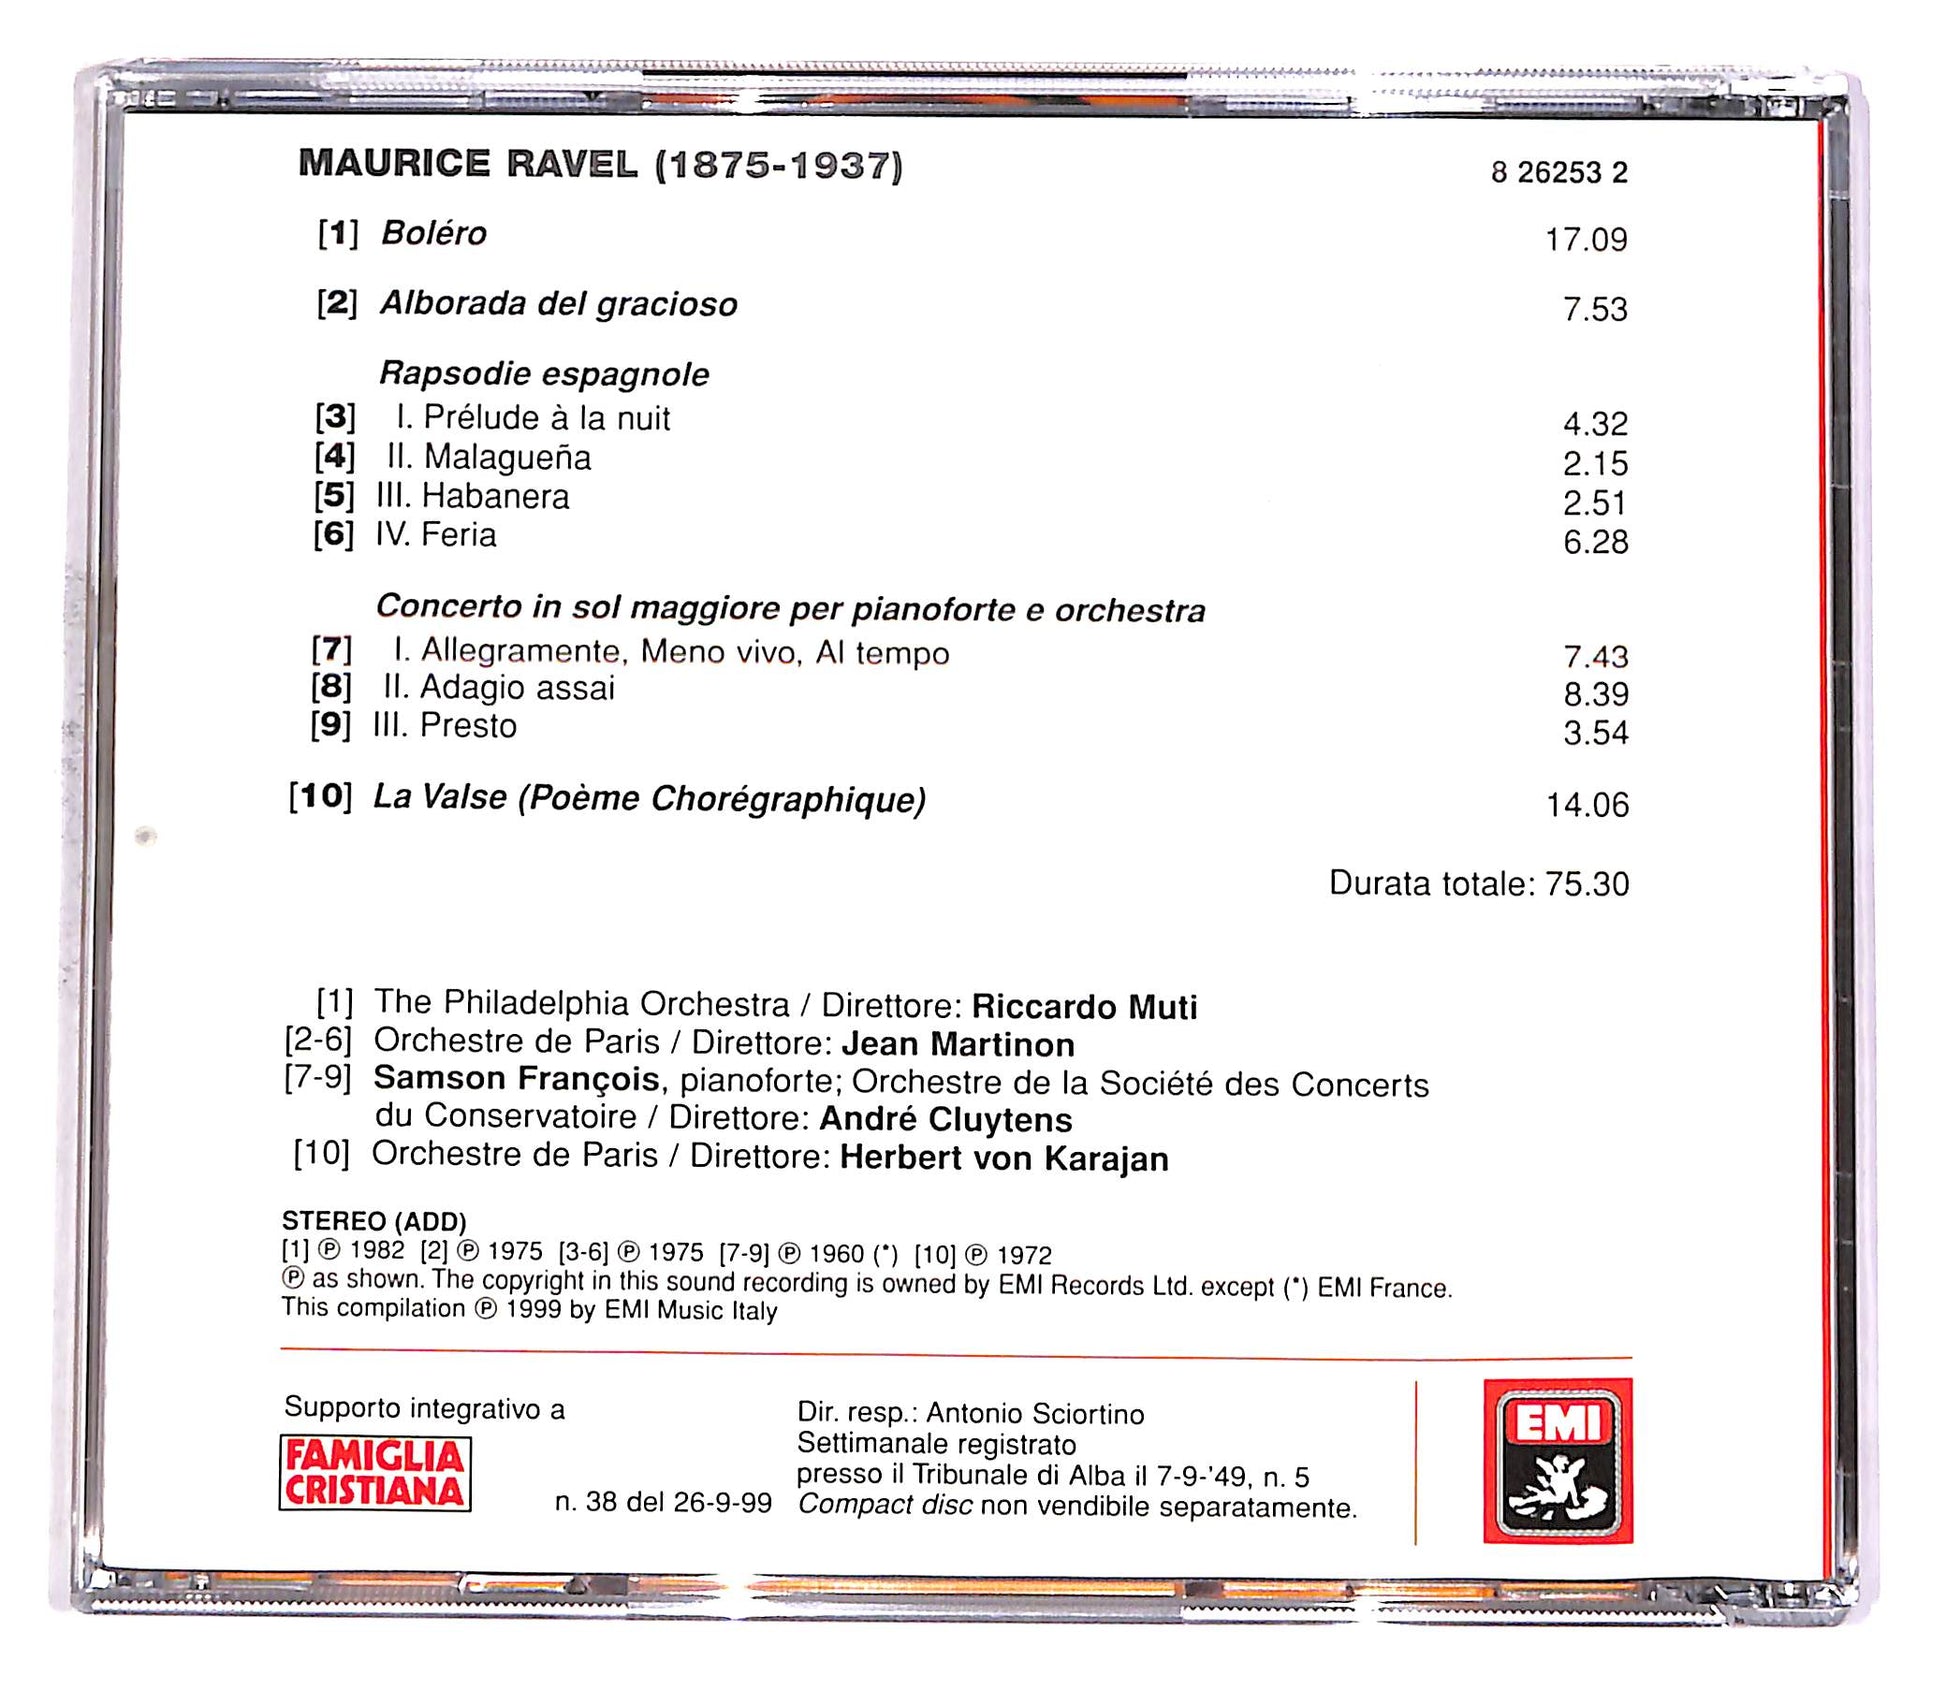 MAURICE RAVEL (1875-1937) 8 26253 2
[1] Boléro 17.09
[2] Alborada del gracioso 7.53
Rapsodie espagnole
[3] I. Prélude à la nuit 4.32
[4] II. Malagueña 2.15
[5] III. Habanera 2.51
[6] IV. Feria 6.28
Concerto in sol maggiore per pianoforte e orchestra
[7] I. Allegramente, Meno vivo, Al tempo 7.43
[8] II. Adagio assai 8.39
[9] III. Presto 3.54
[10] La Valse (Poème Chorégraphique) 14.06
Durata totale: 75.30
[1] The Philadelphia Orchestra / Direttore: Riccardo Muti
[2-6] Orchestre de Paris / Direttore: Jean Martinon
[7-9] Samson François, pianoforte; Orchestre de la Société des Concerts
du Conservatoire / Direttore: André Cluytens
[10] Orchestre de Paris / Direttore: Herbert von Karajan
STEREO (ADD)
[1] ℗ 1982 [2] ℗ 1975 [3-6] ℗ 1975 [7-9] ℗ 1960 (*) [10] ℗ 1972
℗ as shown. The copyright in this sound recording is owned by EMI Records Ltd. except (*) EMI France.
This compilation ℗ 1999 by EMI Music Italy
Supporto integrativo a
FAMIGLIA
CRISTIANA
n. 38 del 26-9-99
Dir. resp.: Antonio Sciortino
Settimanale registrato
presso il Tribunale di Alba il 7-9-'49, n. 5
Compact disc non vendibile separatamente.
EMI